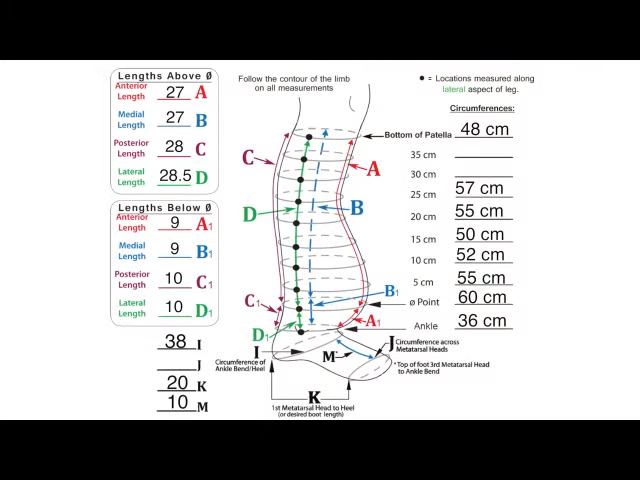 Lengths Above Ø
Anterior Length 27 A
Medial Length 27 B
Posterior Length 28 C
Lateral Length 28.5 D
Lengths Below Ø
Anterior Length 9 A1
Medial Length 9 B1
Posterior Length 10 C1
Lateral Length 10 D1
38 I
J
20 K
10 M
Follow the contour of the limb
on all measurements
C
A
D
B
C1
B1
D1
A1
I
M
J Circumference across
Metatarsal Heads
* Top of foot 3rd Metatarsal Head
to Ankle Bend
Circumference of
Ankle Bend/Heel
K
1st Metatarsal Head to Heel
(or desired boot length)
= Locations measured along
lateral aspect of leg.
Circumferences:
Bottom of Patella 48 cm
35 cm
30 cm
25 cm 57 cm
20 cm 55 cm
15 cm 50 cm
10 cm 52 cm
5 cm 55 cm
ø Point 60 cm
Ankle 36 cm